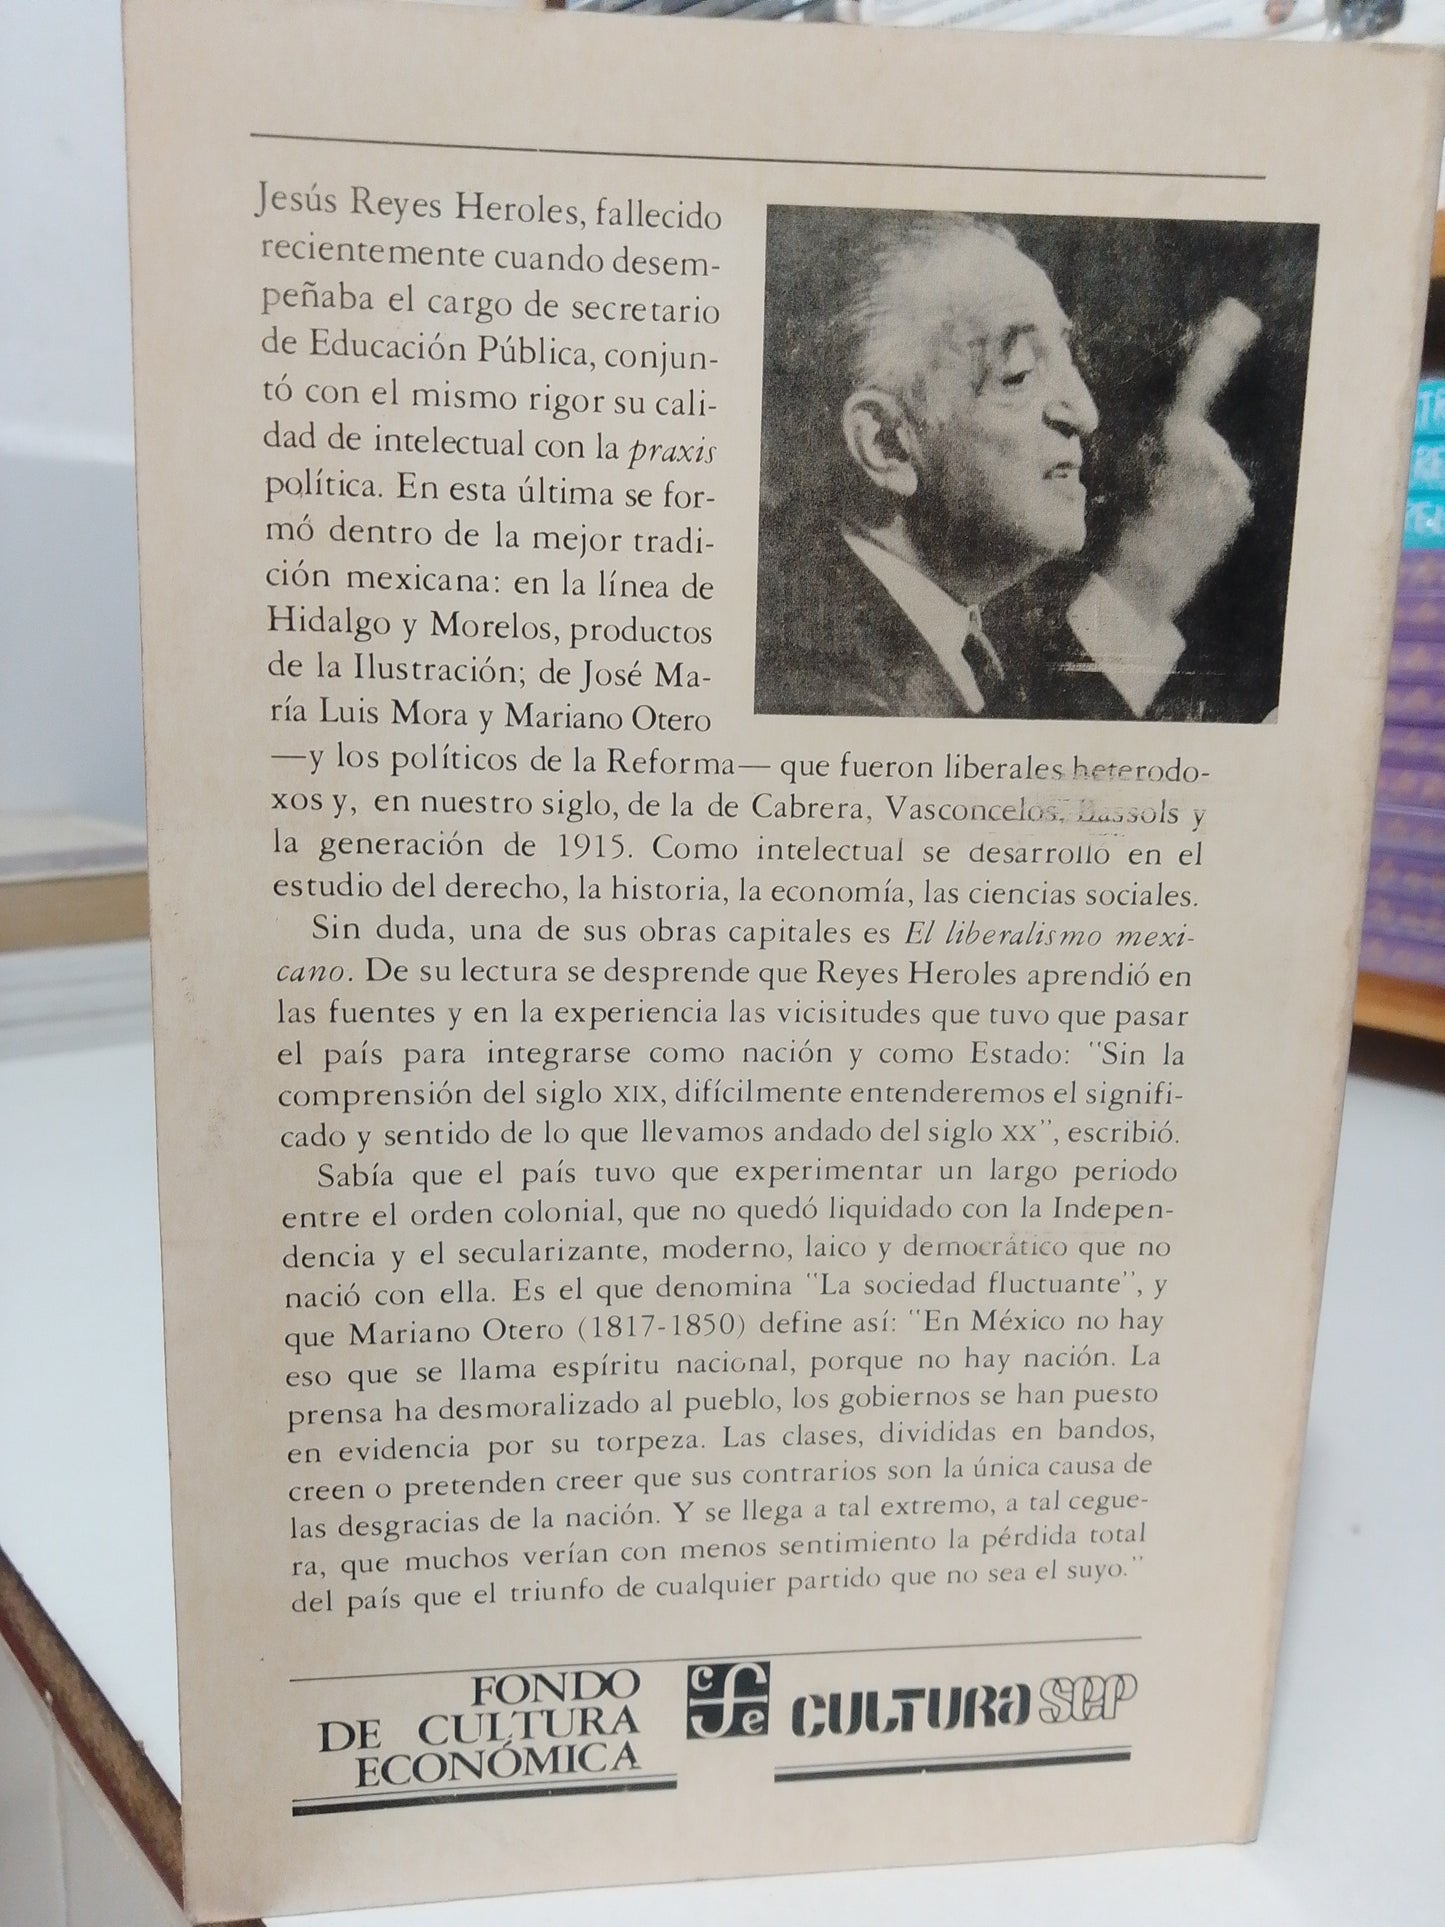 Jesús Reyes Heroles, fallecido
recientemente cuando desem-
peñaba el cargo de secretario
de Educación Pública, conjun-
tó con el mismo rigor su cali-
dad de intelectual con la praxis
política. En esta última se for-
mó dentro de la mejor tradi-
ción mexicana: en la línea de
Hidalgo y Morelos, productos
de la Ilustración; de José Ma-
ría Luis Mora y Mariano Otero
—y los políticos de la Reforma— que fueron liberales heterodo-
xos y, en nuestro siglo, de la de Cabrera, Vasconcelos, Bassols y
la generación de 1915. Como intelectual se desarrolló en el
estudio del derecho, la historia, la economía, las ciencias sociales.
Sin duda, una de sus obras capitales es El liberalismo mexi-
cano. De su lectura se desprende que Reyes Heroles aprendió en
las fuentes y en la experiencia las vicisitudes que tuvo que pasar
el país para integrarse como nación y como Estado: "Sin la
comprensión del siglo XIX, difícilmente entenderemos el signifi-
cado y sentido de lo que llevamos andado del siglo XX", escribió.
Sabía que el país tuvo que experimentar un largo periodo
entre el orden colonial, que no quedó liquidado con la Indepen-
dencia y el secularizante, moderno, laico y democrático que no
nació con ella. Es el que denomina "La sociedad fluctuante", y
que Mariano Otero (1817-1850) define así: "En México no hay
eso que se llama espíritu nacional, porque no hay nación. La
prensa ha desmoralizado al pueblo, los gobiernos se han puesto
en evidencia por su torpeza. Las clases, divididas en bandos,
creen o pretenden creer que sus contrarios son la única causa de
las desgracias de la nación. Y se llega a tal extremo, a tal cegue-
ra, que muchos verían con menos sentimiento la pérdida total
del país que el triunfo de cualquier partido que no sea el suyo."
FONDO
DE CULTURA
ECONÓMICA
cfe
CULTURA SEP